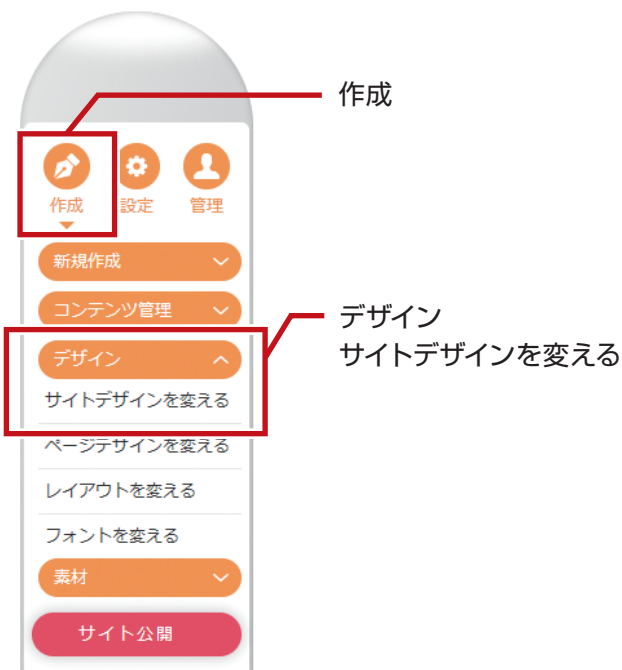 作成
作成
設定
管理
新規作成
コンテンツ管理
デザイン
デザイン
サイトデザインを変える
サイトデザインを変える
ページデザインを変える
レイアウトを変える
フォントを変える
素材
サイト公開